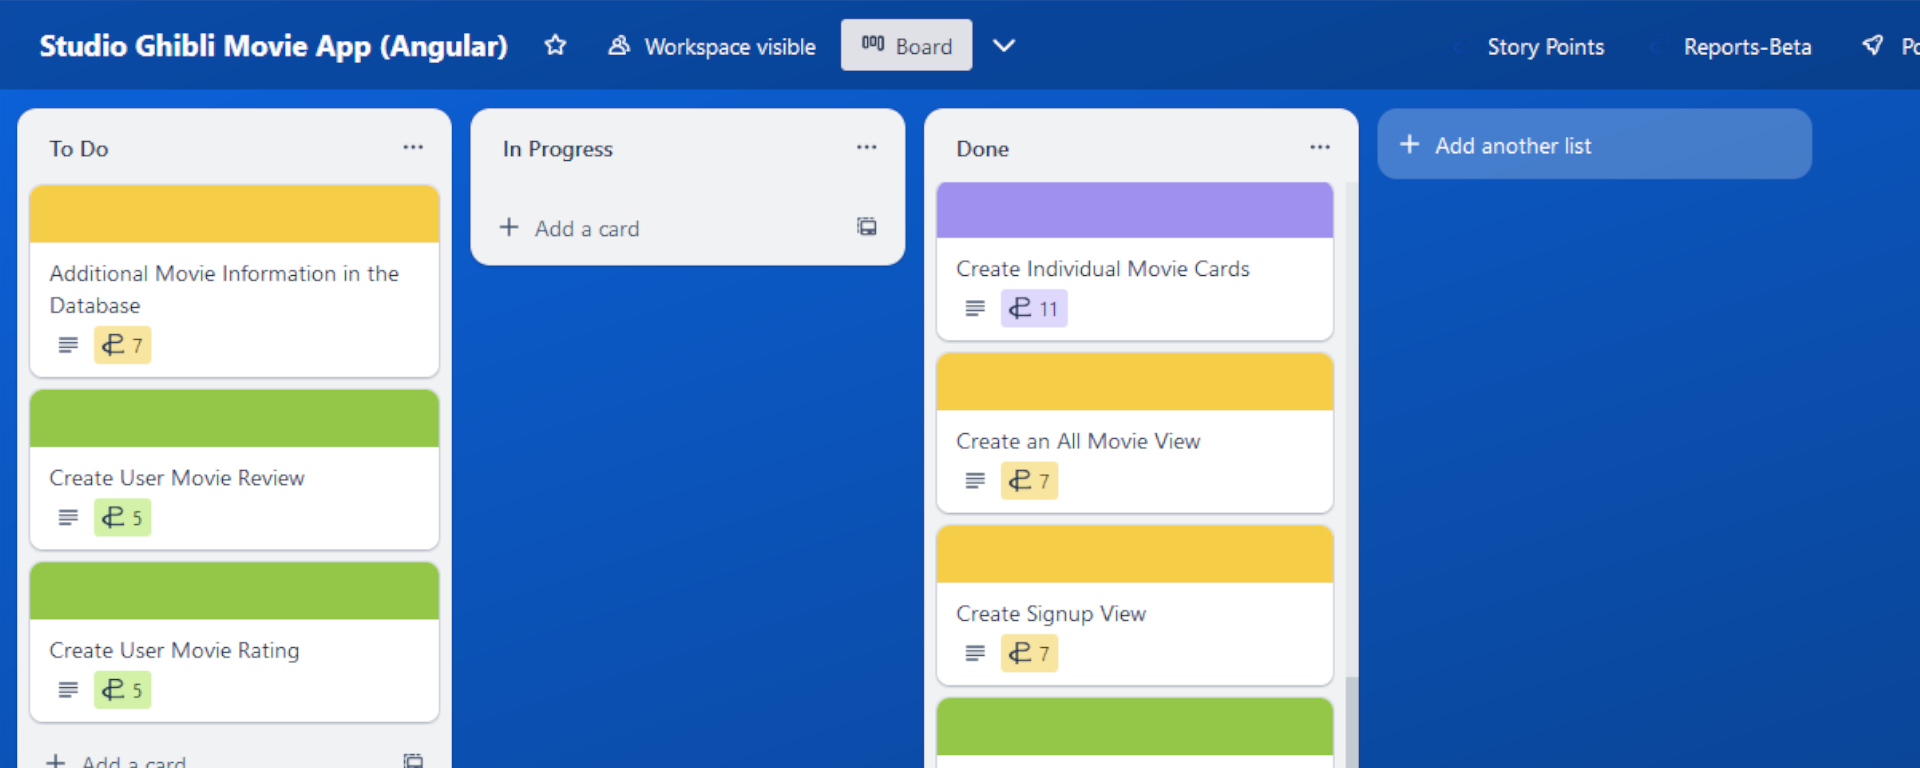 Studio Ghibli Movie App (Angular)
Workspace visible
Board
Story Points
Reports-Beta
To Do
Additional Movie Information in the
Database
7
Create User Movie Review
5
Create User Movie Rating
5
Add a card
In Progress
Add a card
Done
Create Individual Movie Cards
11
Create an All Movie View
7
Create Signup View
7
Add another list